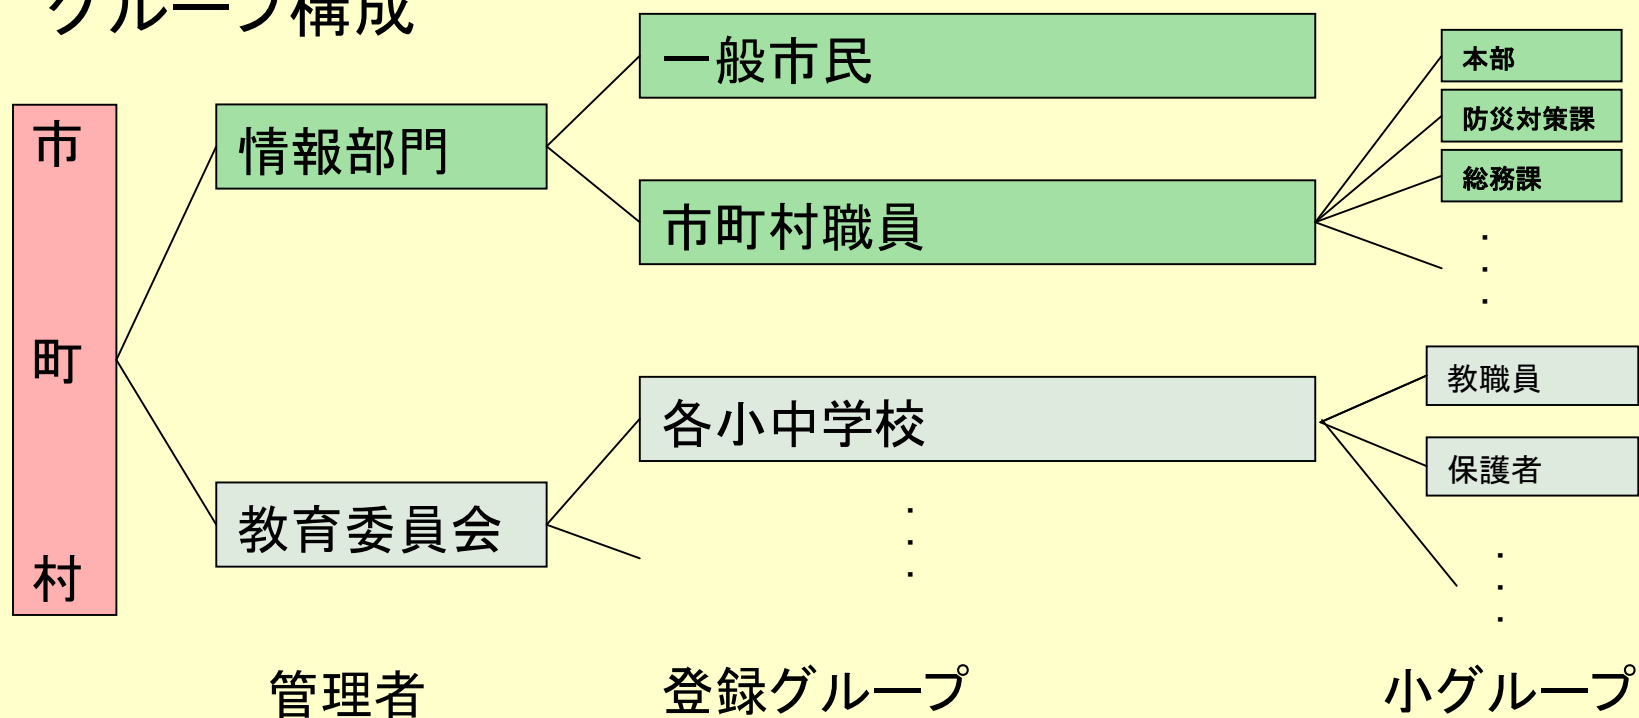 グループ構成
市
町
村
情報部門
教育委員会
一般市民
市町村職員
各小中学校
・
・
・
本部
防災対策課
総務課
・
・
・
教職員
保護者
・
・
・
管理者
登録グループ
小グループ